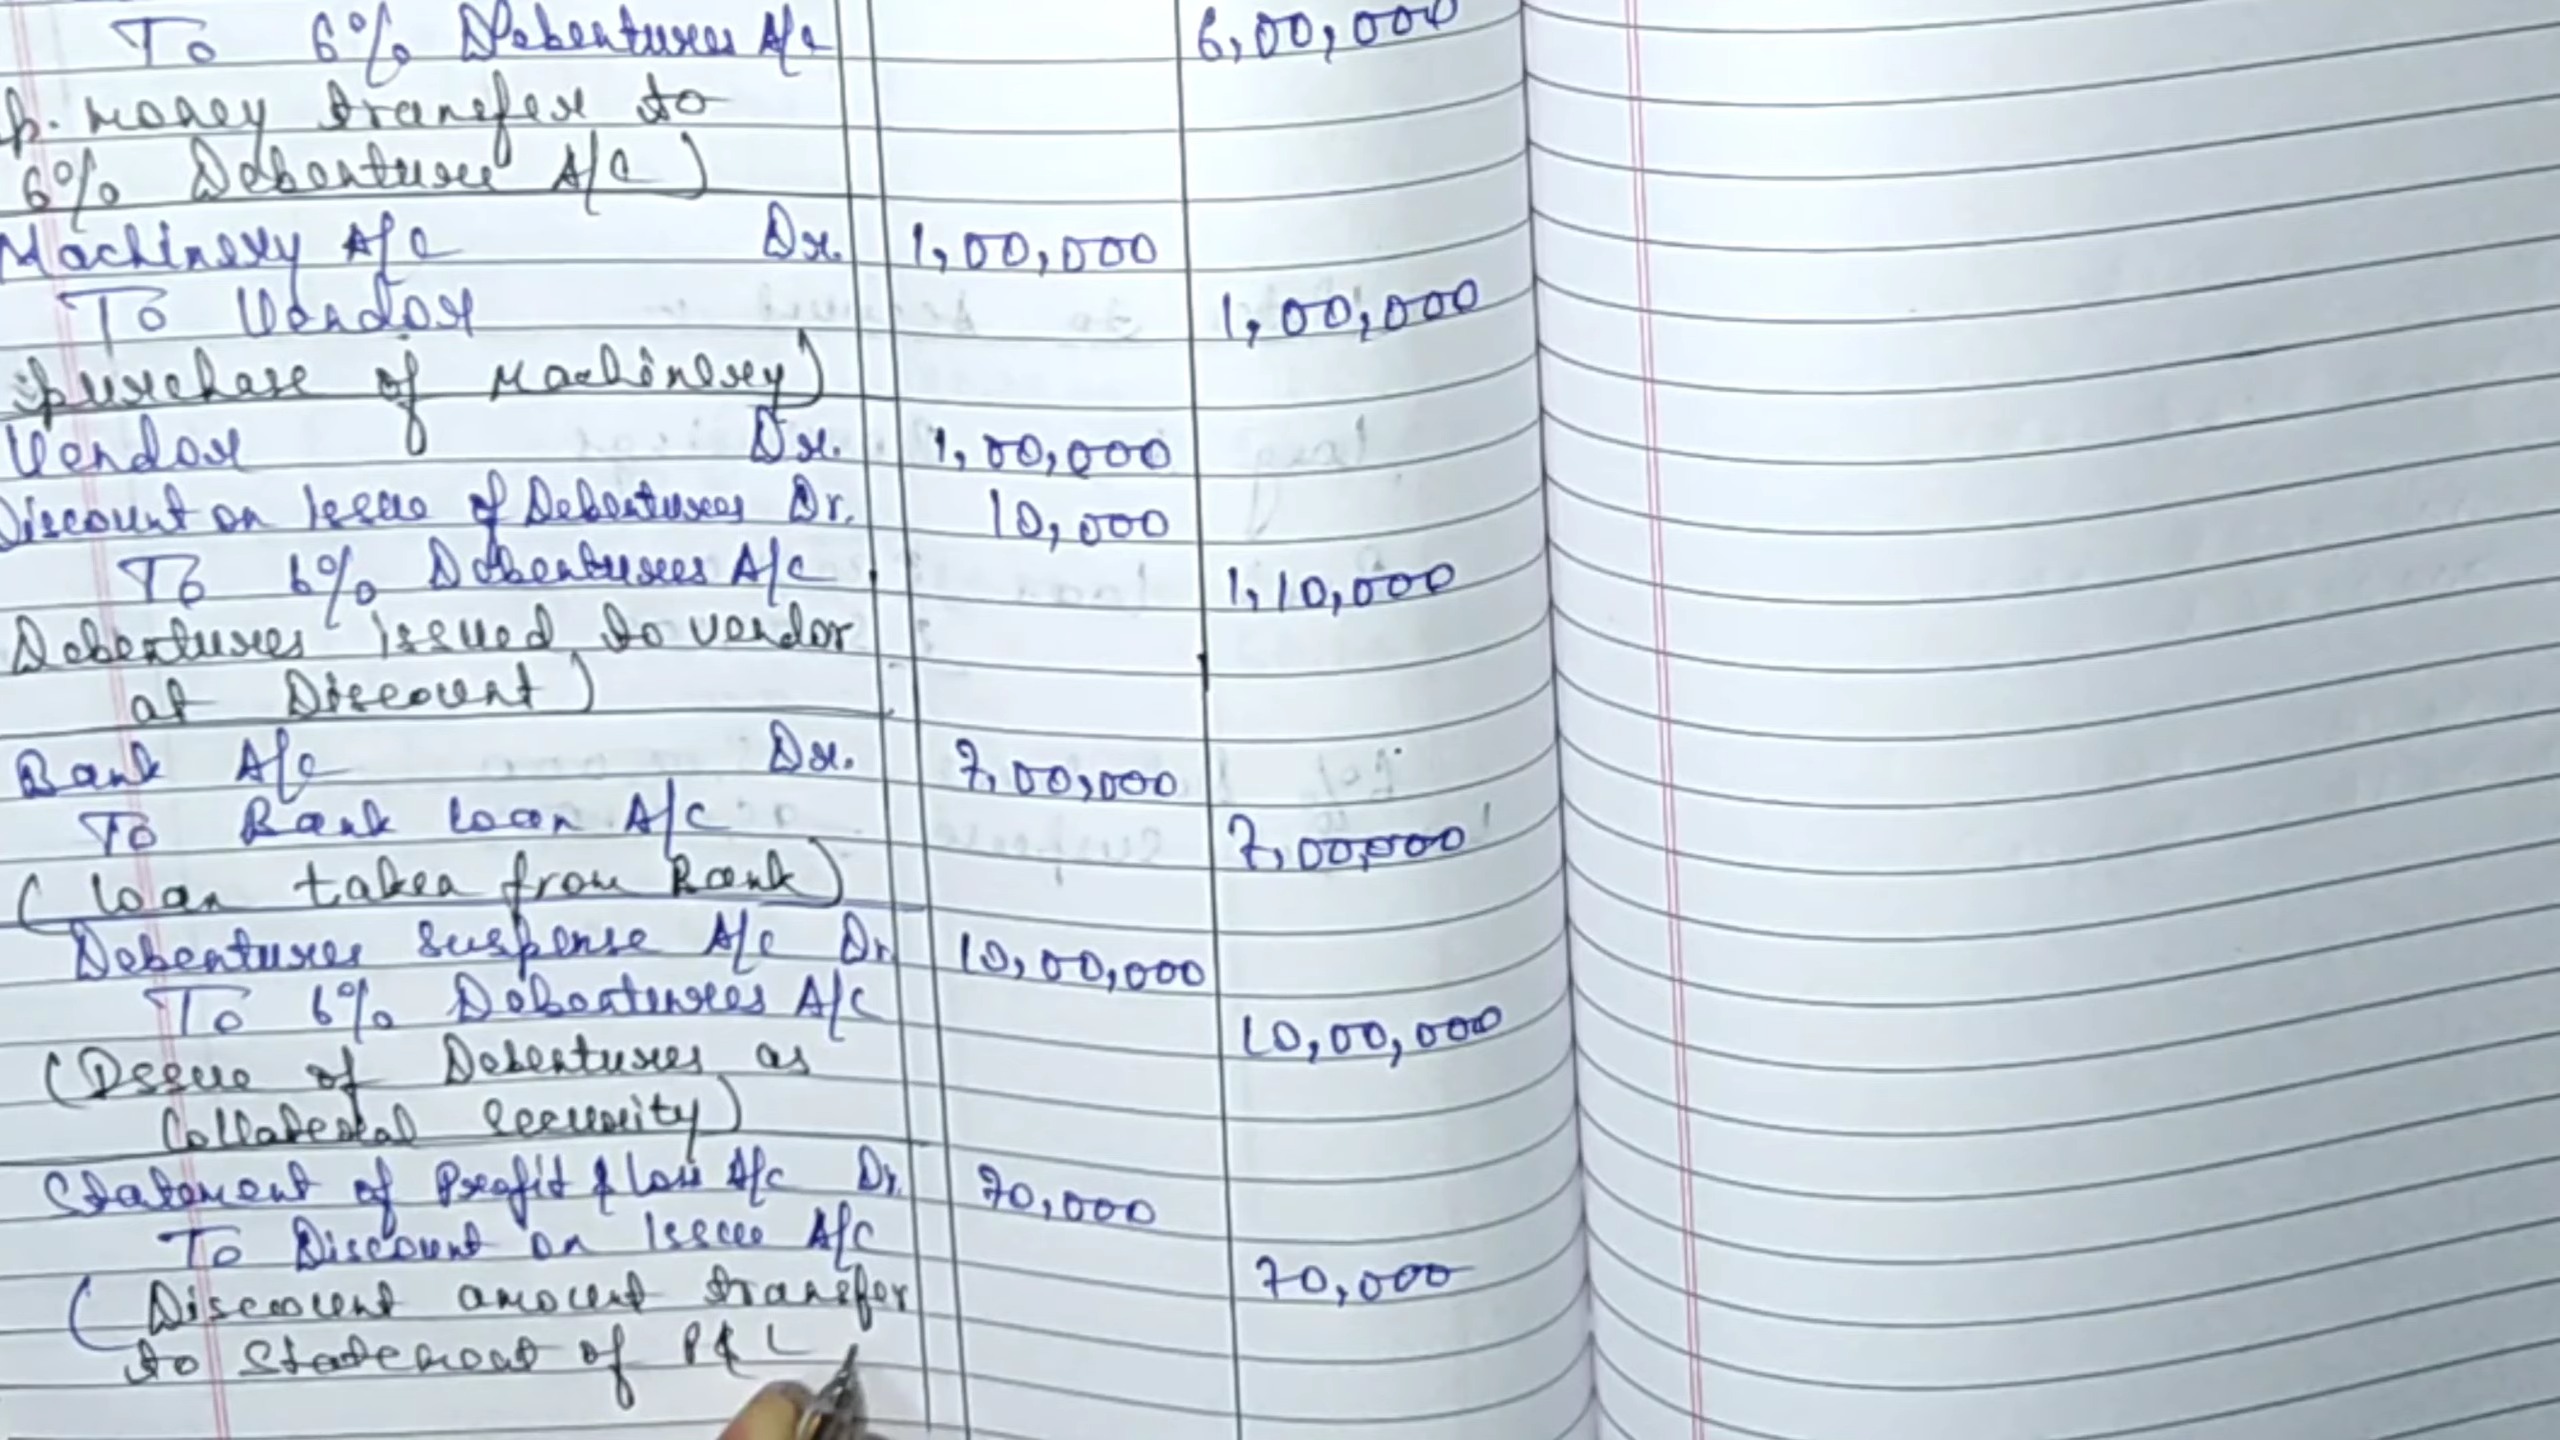 To 6% Debentures A/c 6,00,000
p. money transfer to
6% Debentures A/c)
Machinery A/c Dr. 1,00,000
To Vendor 1,00,000
purchase of Machinery)
Vendor Dr. 1,00,000
Discount on Issue of Debentures Dr. 10,000
To 6% Debentures A/c 1,10,000
Debentures issued to vendor
at Discount)
Bank A/c Dr. 7,00,000
To Bank loan A/c 7,00,000
(loan taken from Bank)
Debentures Suspense A/c Dr. 10,00,000
To 6% Debentures A/c 10,00,000
(Issue of Debentures as
Collateral Security)
Statement of Profit & Loss A/c Dr. 70,000
To Discount on Issue A/c 70,000
(Discount amount transfer
to Statement of P&L